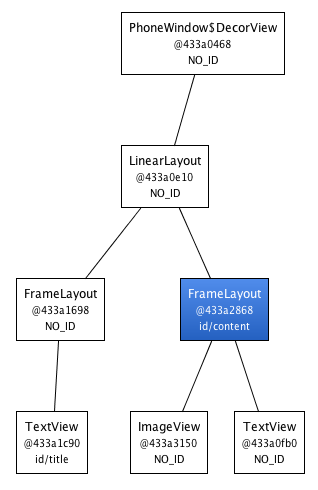 PhoneWindow$DecorView
@433a0468
NO_ID
LinearLayout
@433a0e10
NO_ID
FrameLayout
@433a1698
NO_ID
FrameLayout
@433a2868
id/content
TextView
@433a1c90
id/title
ImageView
@433a3150
NO_ID
TextView
@433a0fb0
NO_ID